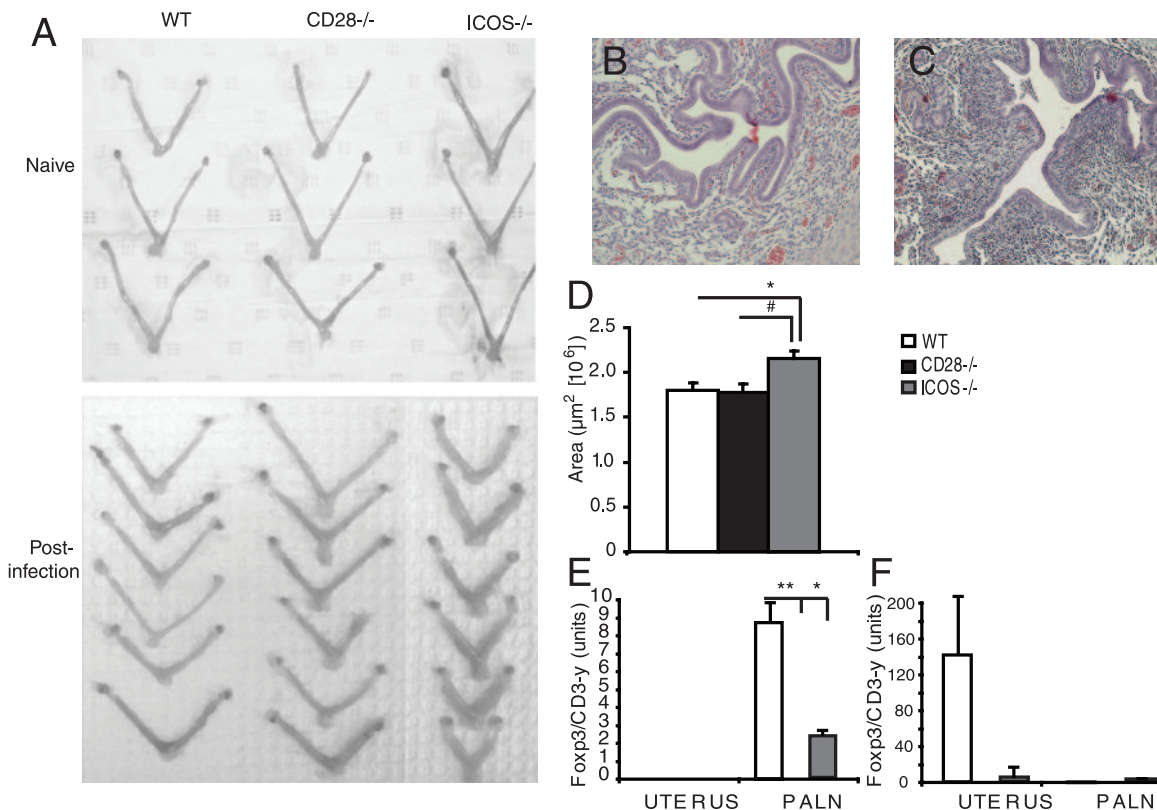 A
WT CD28-/- ICOS-/-
Naive
Post-
infection
B
C
D
* 
#
Area (µm² [10⁶])
2.5
2.0
1.5
1.0
0.5
0
WT
CD28-/-
ICOS-/-
E
** *
Foxp3/CD3-γ (units)
10
9
8
7
6
5
4
3
2
1
0
UTERUS PALN
F
Foxp3/CD3-γ (units)
200
160
120
80
40
0
UTERUS PALN